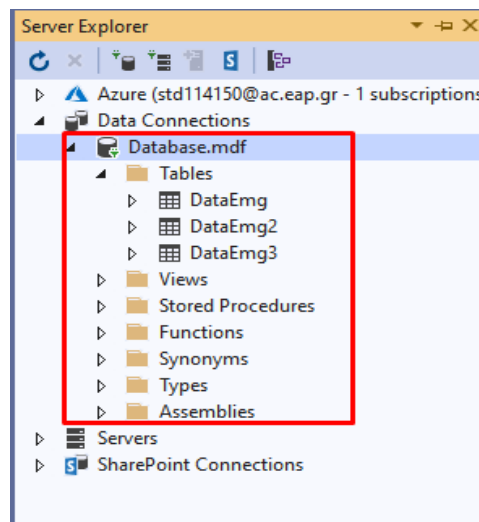 Server Explorer
Azure (std114150@ac.eap.gr - 1 subscriptions
Data Connections
Database.mdf
Tables
DataEmg
DataEmg2
DataEmg3
Views
Stored Procedures
Functions
Synonyms
Types
Assemblies
Servers
SharePoint Connections